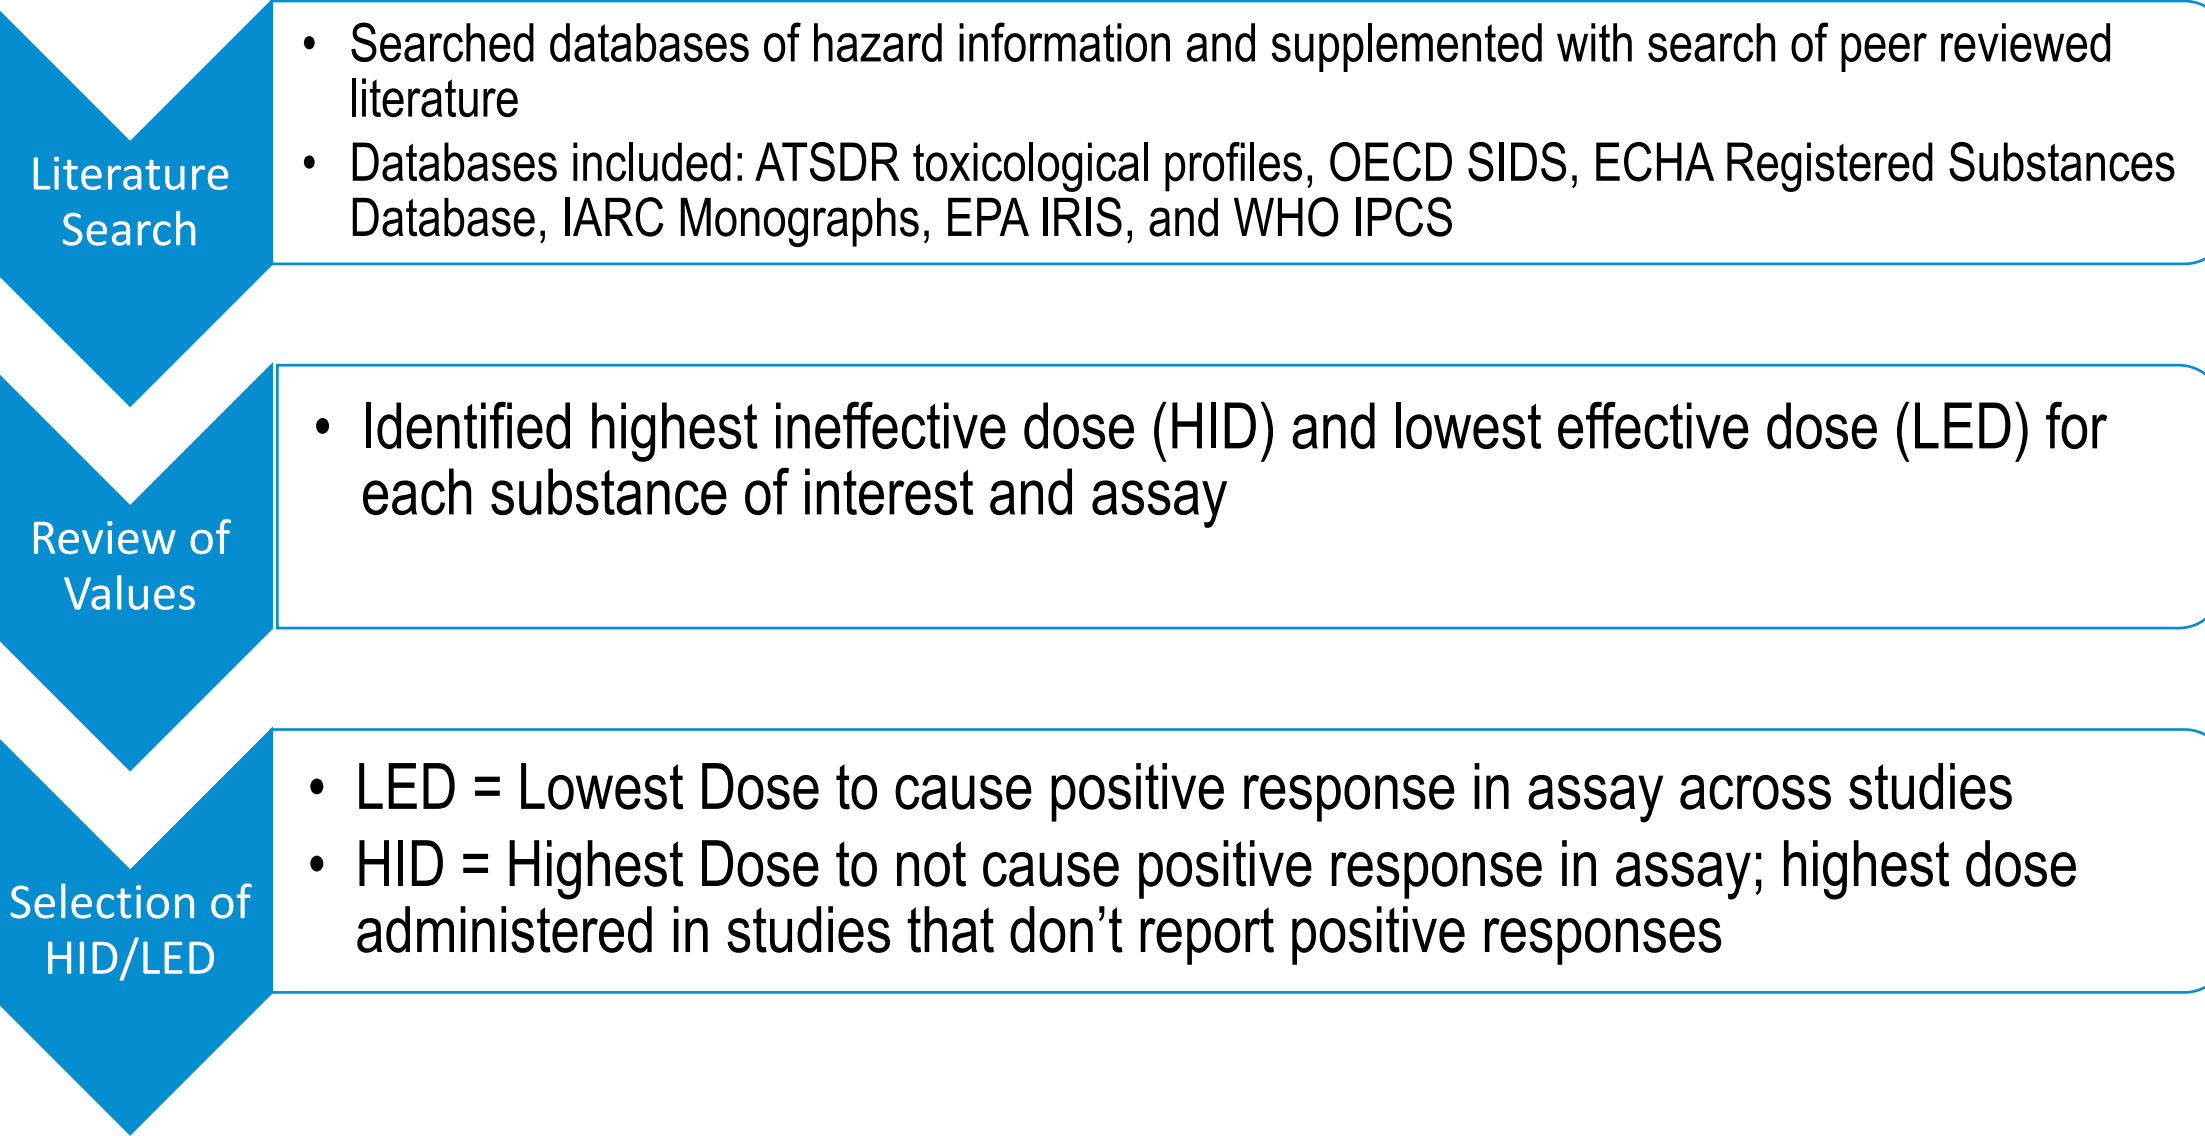 Literature
Search
• Searched databases of hazard information and supplemented with search of peer reviewed
literature
• Databases included: ATSDR toxicological profiles, OECD SIDS, ECHA Registered Substances
Database, IARC Monographs, EPA IRIS, and WHO IPCS
Review of
Values
• Identified highest ineffective dose (HID) and lowest effective dose (LED) for
each substance of interest and assay
Selection of
HID/LED
• LED = Lowest Dose to cause positive response in assay across studies
• HID = Highest Dose to not cause positive response in assay; highest dose
administered in studies that don’t report positive responses